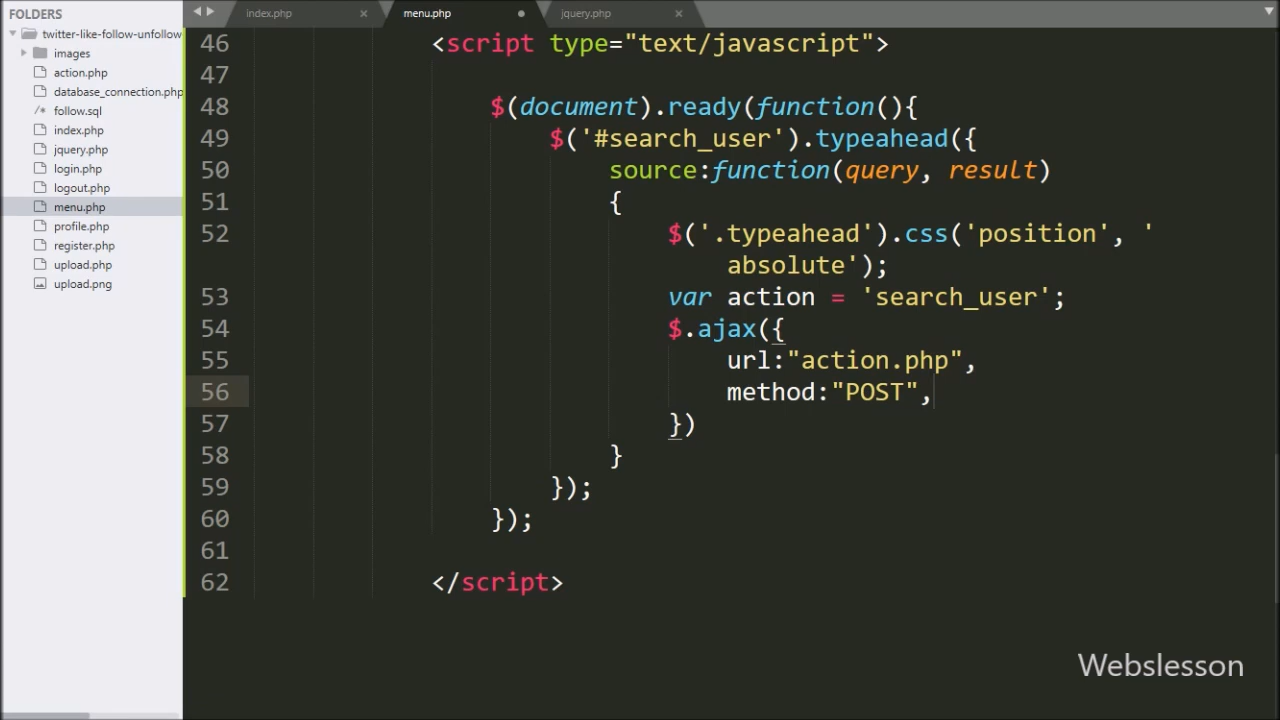 FOLDERS
twitter-like-follow-unfollow
images
action.php
database_connection.php
follow.sql
index.php
jquery.php
login.php
logout.php
menu.php
profile.php
register.php
upload.php
upload.png
index.php
menu.php
jquery.php
46 <script type="text/javascript">
47
48 $(document).ready(function(){
49 $('#search_user').typeahead({
50 source:function(query, result)
51 {
52 $('.typeahead').css('position', '
absolute');
53 var action = 'search_user';
54 $.ajax({
55 url:"action.php",
56 method:"POST",
57 })
58 }
59 });
60 });
61
62 </script>
Webslesson